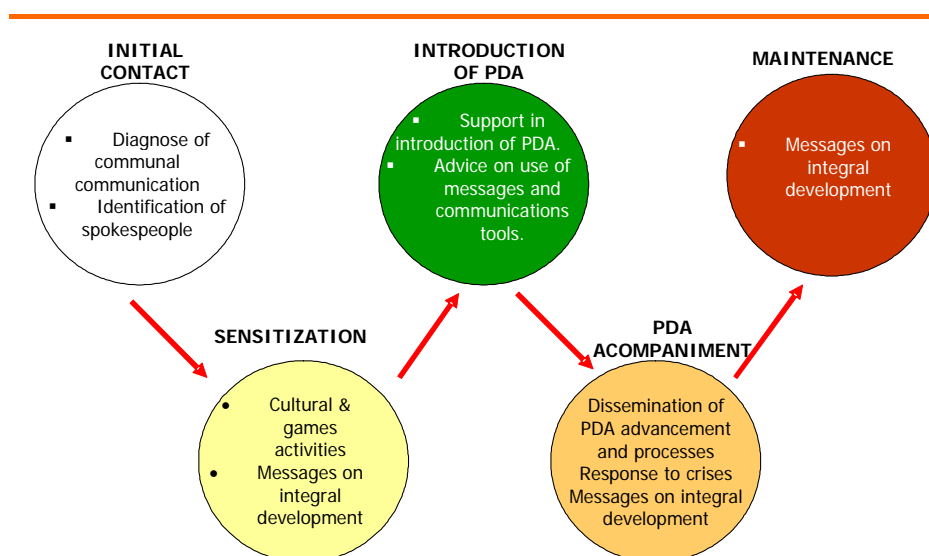 INITIAL
CONTACT
▪ Diagnose of
communal
communication
▪ Identification of
spokespeople
SENSITIZATION
• Cultural &
games
activities
• Messages on
integral
development
INTRODUCTION
OF PDA
▪ Support in
introduction of PDA.
▪ Advice on use of
messages and
communications
tools.
PDA
ACOMPANIMENT
Dissemination of
PDA advancement
and processes
Response to crises
Messages on integral
development
MAINTENANCE
▪ Messages on
integral
development